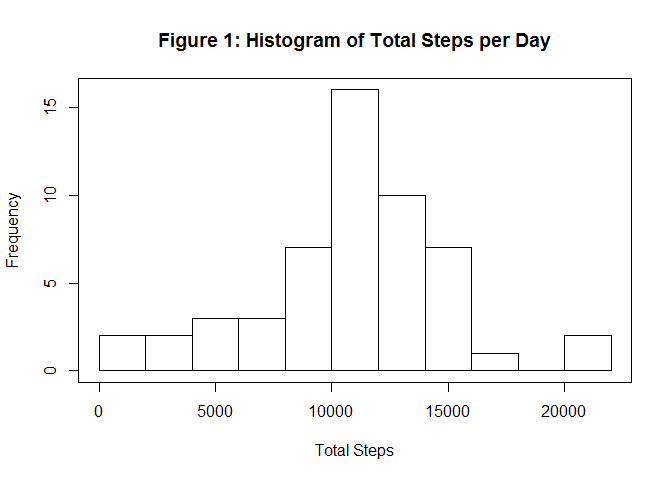 Figure 1: Histogram of Total Steps per Day
Frequency
15
10
5
0
0 5000 10000 15000 20000
Total Steps